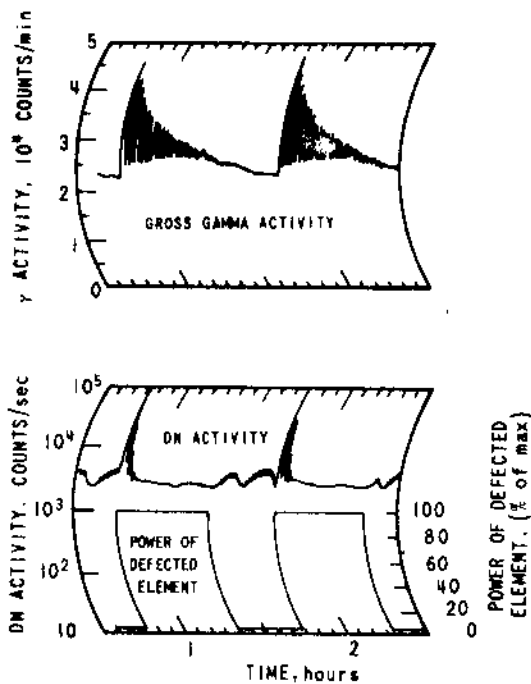 γ ACTIVITY, 10⁴ COUNTS/min
5
4
3
2
1
0
GROSS GAMMA ACTIVITY
1
2
DN ACTIVITY, COUNTS/sec
10⁵
10⁴
10³
10²
10
DN ACTIVITY
POWER OF
DEFECTED
ELEMENT
100
80
60
40
20
0
POWER OF DEFECTED
ELEMENT, (% of max)
1
2
TIME, hours